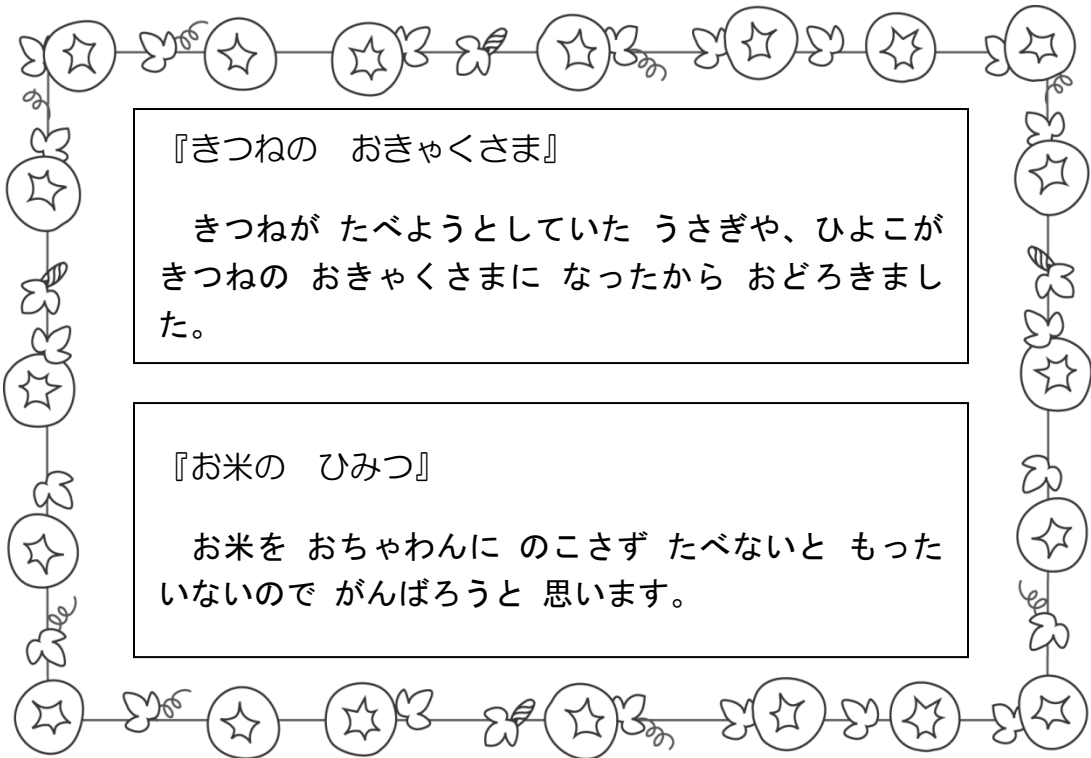 『きつねの　おきゃくさま』
　きつねが たべようとしていた うさぎや、ひよこが
きつねの おきゃくさまに なったから おどろきまし
た。
『お米の　ひみつ』
　お米を おちゃわんに のこさず たべないと もった
いないので がんばろうと 思います。